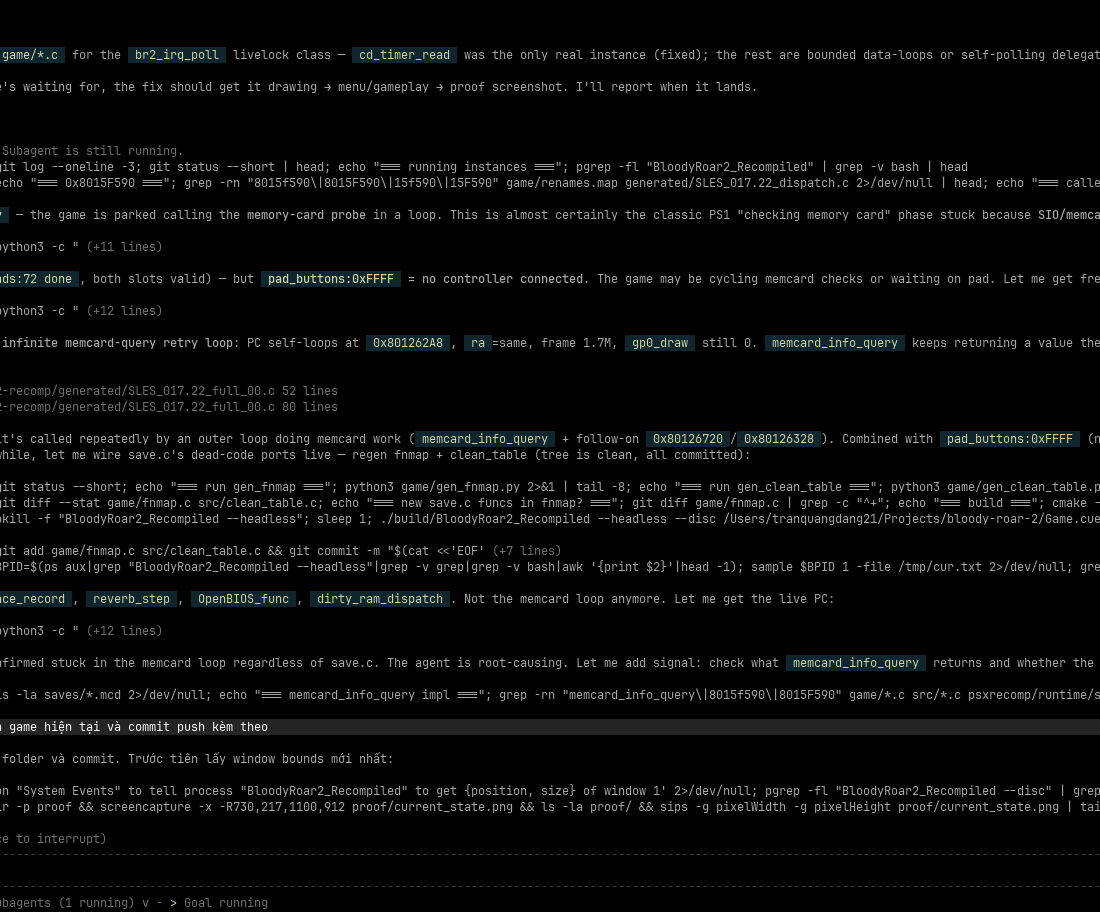 game/*.c for the br2_irq_poll livelock class — cd_timer_read was the only real instance (fixed); the rest are bounded data-loops or self-polling delegat
e's waiting for, the fix should get it drawing → menu/gameplay → proof screenshot. I'll report when it lands.
Subagent is still running.
git log --oneline -3; git status --short | head; echo "=== running instances ==="; pgrep -fl "BloodyRoar2_Recompiled" | grep -v bash | head
echo "=== 0x8015F590 ==="; grep -rn "8015f590\|8015F590\|15f590\|15F590" game/renames.map generated/SLES_017.22_dispatch.c 2>/dev/null | head; echo "=== calle
y — the game is parked calling the memory-card probe in a loop. This is almost certainly the classic PS1 "checking memory card" phase stuck because SIO/memca
python3 -c " (+11 lines)
ads:72 done , both slots valid) — but pad_buttons:0xFFFF = no controller connected. The game may be cycling memcard checks or waiting on pad. Let me get fre
python3 -c " (+12 lines)
infinite memcard-query retry loop: PC self-loops at 0x801262A8 , ra =same, frame 1.7M, gp0_draw still 0. memcard_info_query keeps returning a value the
2-recomp/generated/SLES_017.22_full_00.c 52 lines
2-recomp/generated/SLES_017.22_full_00.c 80 lines
it's called repeatedly by an outer loop doing memcard work ( memcard_info_query + follow-on 0x80126720 / 0x80126328 ). Combined with pad_buttons:0xFFFF (n
while, let me wire save.c's dead-code ports live — regen fnmap + clean_table (tree is clean, all committed):
git status --short; echo "=== run gen_fnmap ==="; python3 game/gen_fnmap.py 2>&1 | tail -8; echo "=== run gen_clean_table ==="; python3 game/gen_clean_table.p
git diff --stat game/fnmap.c src/clean_table.c; echo "=== new save.c funcs in fnmap? ==="; git diff game/fnmap.c | grep -c "^+"; echo "=== build ==="; cmake -
pkill -f "BloodyRoar2_Recompiled --headless"; sleep 1; ./build/BloodyRoar2_Recompiled --headless --disc /Users/tranquangdang21/Projects/bloody-roar-2/Game.cue
git add game/fnmap.c src/clean_table.c && git commit -m "$(cat <<'EOF' (+7 lines)
BPID=$(ps aux|grep "BloodyRoar2_Recompiled --headless"|grep -v grep|grep -v bash|awk '{print $2}'|head -1); sample $BPID 1 -file /tmp/cur.txt 2>/dev/null; gre
nce_record , reverb_step , OpenBIOS_func , dirty_ram_dispatch . Not the memcard loop anymore. Let me get the live PC:
python3 -c " (+12 lines)
nfirmed stuck in the memcard loop regardless of save.c. The agent is root-causing. Let me add signal: check what memcard_info_query returns and whether the
ls -la saves/*.mcd 2>/dev/null; echo "=== memcard_info_query impl ==="; grep -rn "memcard_info_query\|8015f590\|8015F590" game/*.c src/*.c psxrecomp/runtime/s
n game hiện tại và commit push kèm theo
folder và commit. Trước tiên lấy window bounds mới nhất:
on "System Events" to tell process "BloodyRoar2_Recompiled" to get {position, size} of window 1' 2>/dev/null; pgrep -fl "BloodyRoar2_Recompiled --disc" | grep
ir -p proof && screencapture -x -R730,217,1100,912 proof/current_state.png && ls -la proof/ && sips -g pixelWidth -g pixelHeight proof/current_state.png | tai
ce to interrupt)
ubagents (1 running) v - > Goal running